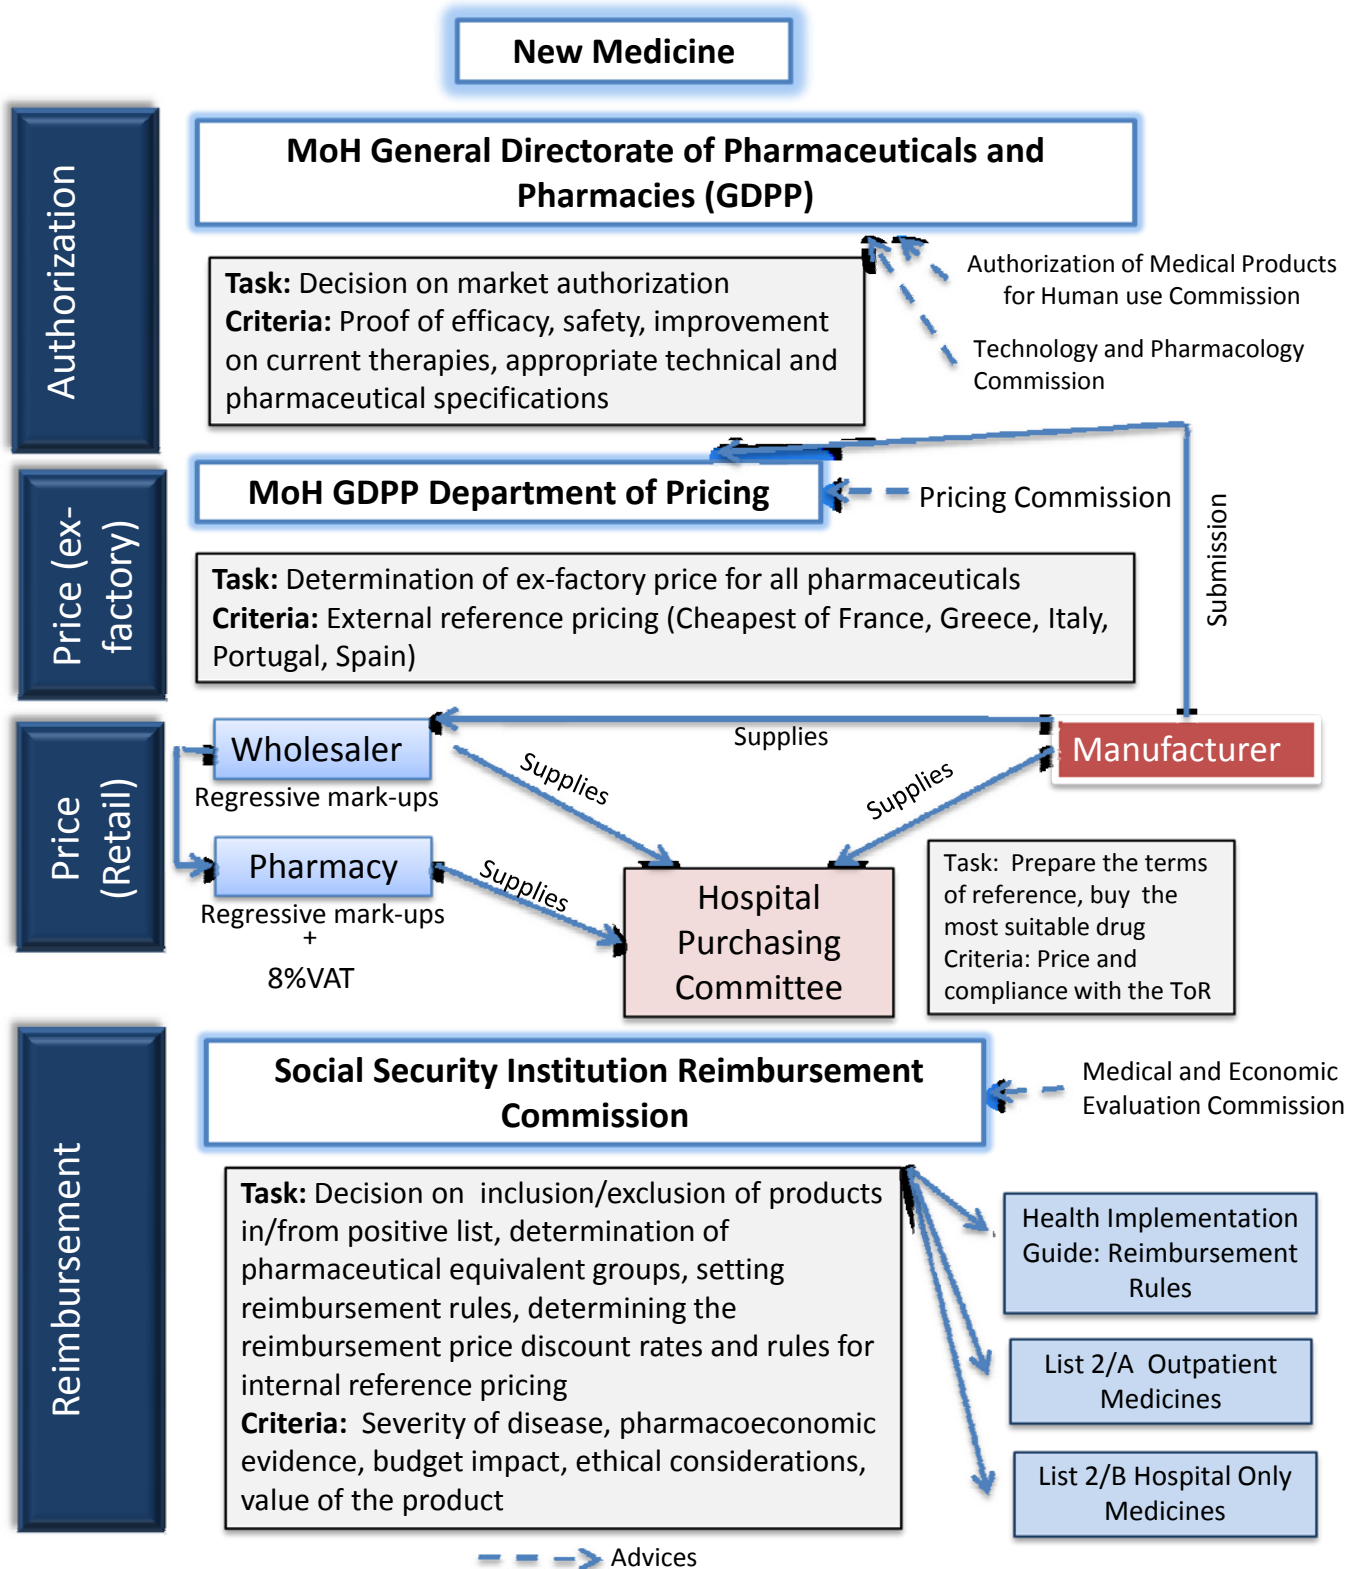 New Medicine
Authorization
MoH General Directorate of Pharmaceuticals and
Pharmacies (GDPP)
Task: Decision on market authorization
Criteria: Proof of efficacy, safety, improvement
on current therapies, appropriate technical and
pharmaceutical specifications
Authorization of Medical Products
for Human use Commission
Technology and Pharmacology
Commission
Price (ex-
factory)
MoH GDPP Department of Pricing
Pricing Commission
Submission
Task: Determination of ex-factory price for all pharmaceuticals
Criteria: External reference pricing (Cheapest of France, Greece, Italy,
Portugal, Spain)
Price
(Retail)
Wholesaler
Regressive mark-ups
Supplies
Manufacturer
Supplies
Supplies
Pharmacy
Regressive mark-ups
+
8%VAT
Supplies
Hospital
Purchasing
Committee
Task:  Prepare the terms
of reference, buy  the
most suitable drug
Criteria: Price and
compliance with the ToR
Reimbursement
Social Security Institution Reimbursement
Commission
Medical and Economic
Evaluation Commission
Task: Decision on  inclusion/exclusion of products
in/from positive list, determination of
pharmaceutical equivalent groups, setting
reimbursement rules, determining the
reimbursement price discount rates and rules for
internal reference pricing
Criteria:  Severity of disease, pharmacoeconomic
evidence, budget impact, ethical considerations,
value of the product
Health Implementation
Guide: Reimbursement
Rules
List 2/A  Outpatient
Medicines
List 2/B Hospital Only
Medicines
Advices